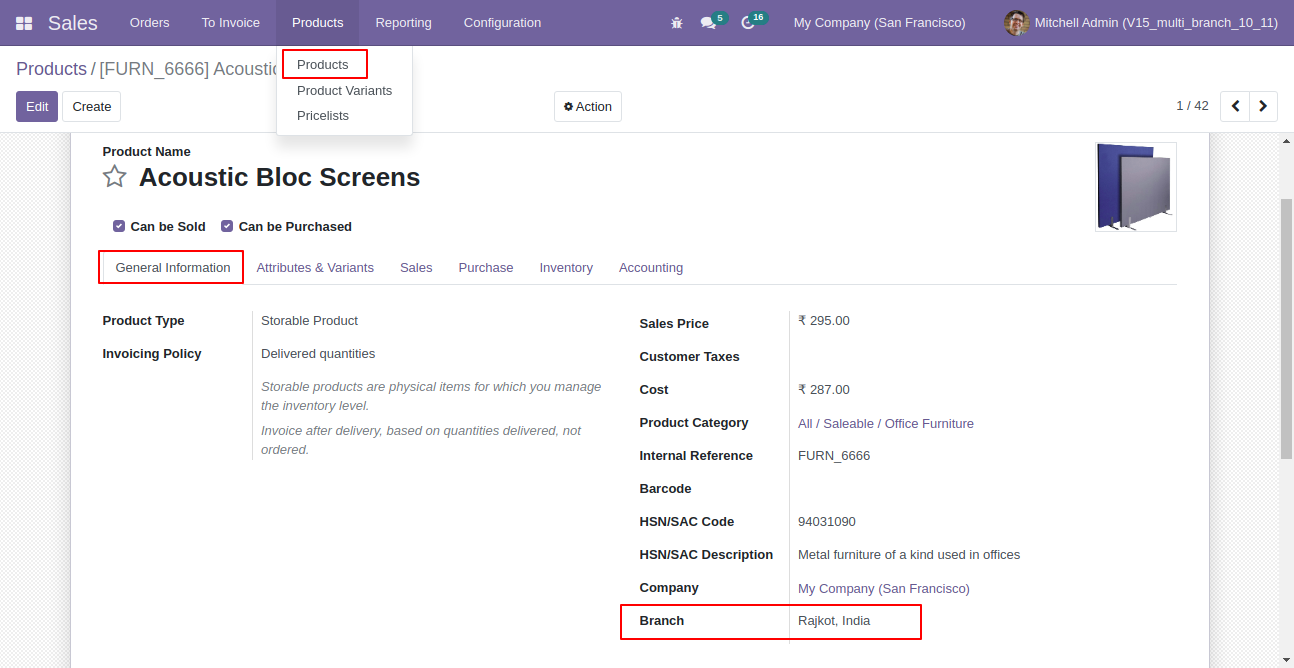 Sales Orders To Invoice Products Reporting Configuration 5 16 My Company (San Francisco) Mitchell Admin (V15_multi_branch_10_11)
Products / [FURN_6666] Acoustic
Products
Product Variants
Pricelists
Edit Create Action 1 / 42
Product Name
Acoustic Bloc Screens
Can be Sold Can be Purchased
General Information Attributes & Variants Sales Purchase Inventory Accounting
Product Type Storable Product
Invoicing Policy Delivered quantities
Storable products are physical items for which you manage
the inventory level.
Invoice after delivery, based on quantities delivered, not
ordered.
Sales Price ₹ 295.00
Customer Taxes
Cost ₹ 287.00
Product Category All / Saleable / Office Furniture
Internal Reference FURN_6666
Barcode
HSN/SAC Code 94031090
HSN/SAC Description Metal furniture of a kind used in offices
Company My Company (San Francisco)
Branch Rajkot, India